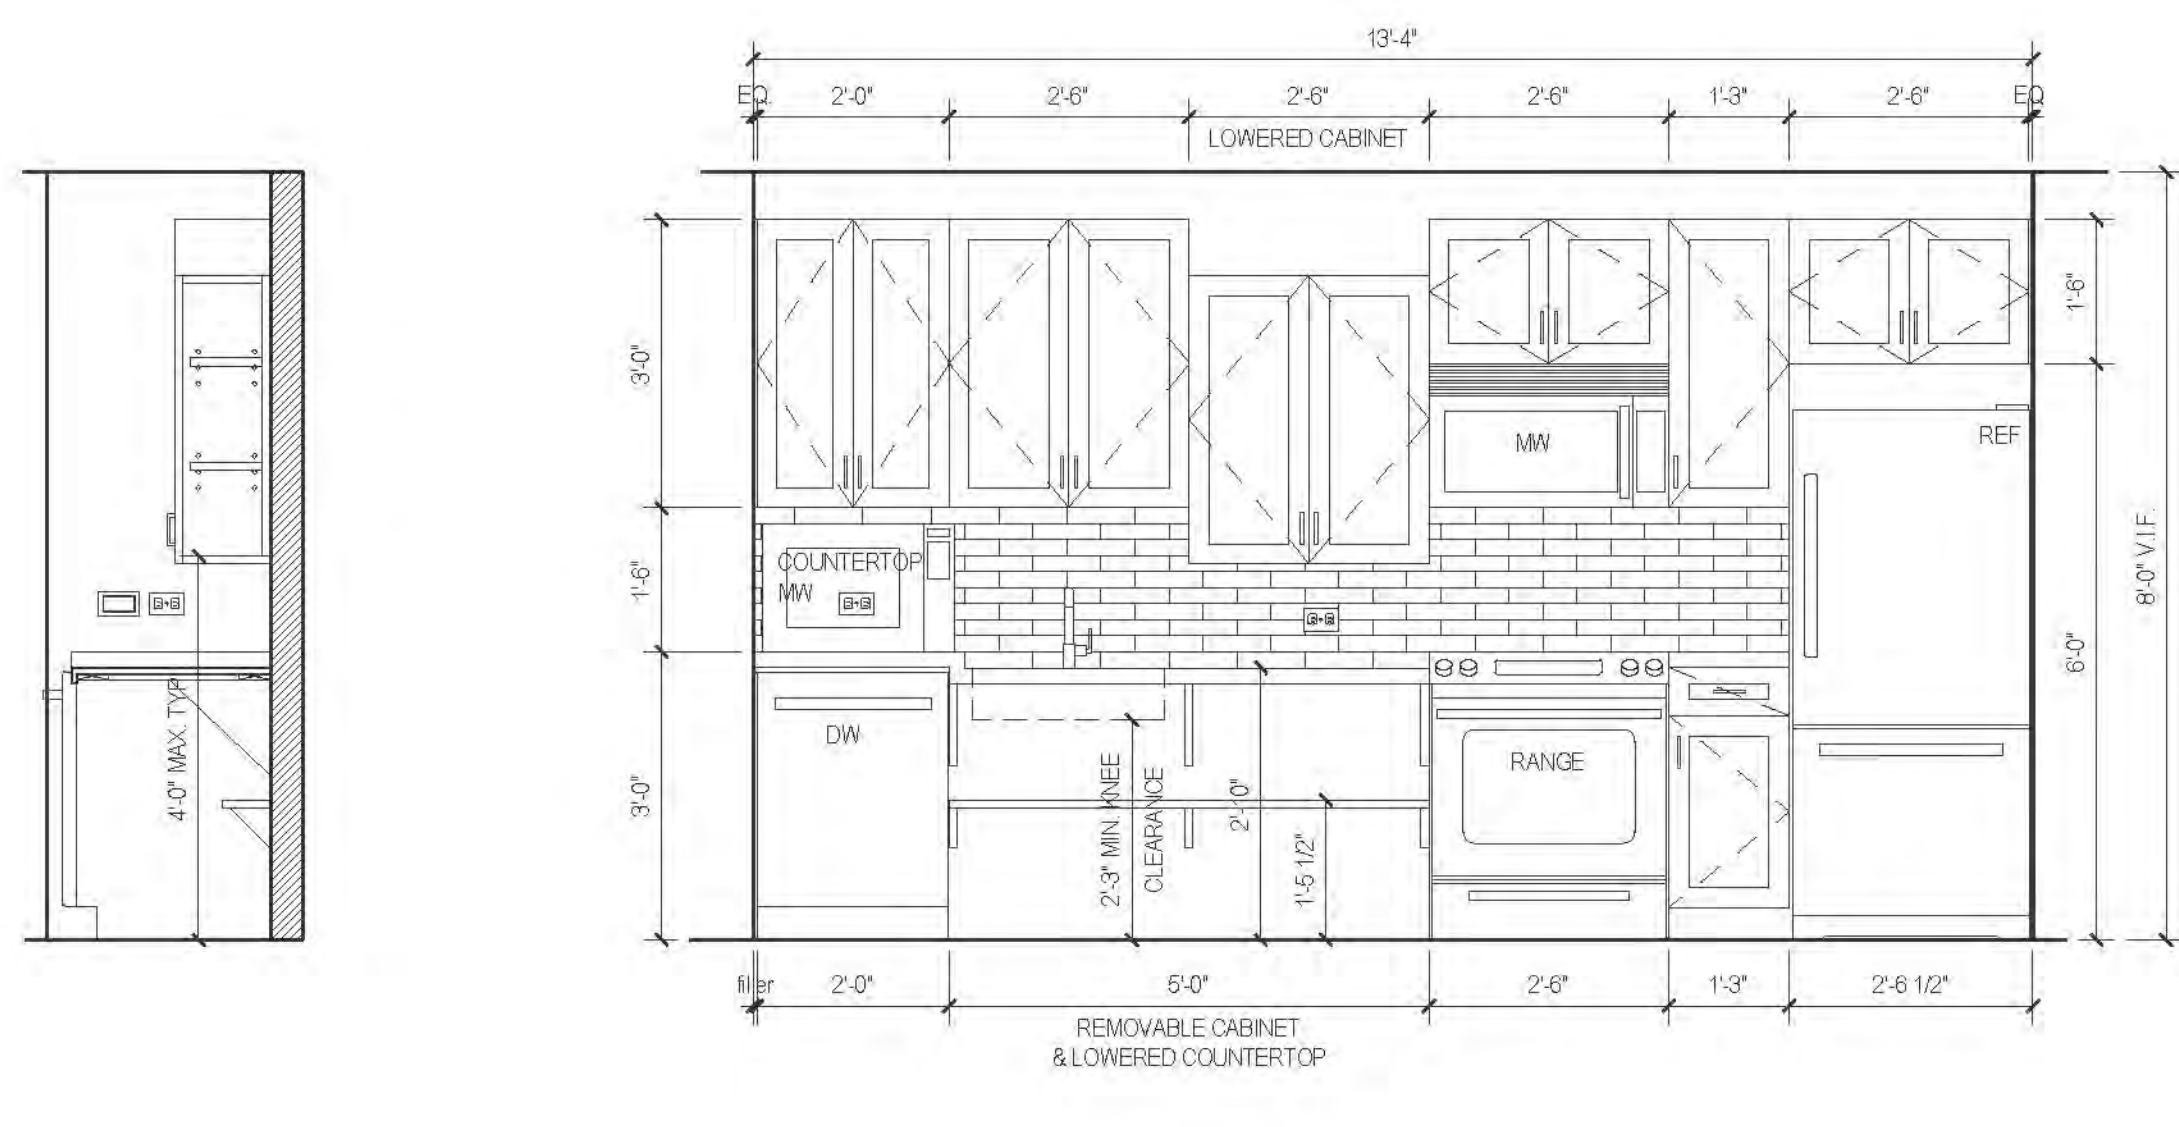 13'-4"
EQ. 2'-0" 2'-6" 2'-6" 2'-6" 1'-3" 2'-6" EQ
LOWERED CABINET
1'-6"
3'-0"
MW
REF
8'-0" V.I.F.
COUNTERTOP
MW
1'-6"
6'-0"
4'-0" MAX. TYP
3'-0"
DW
2'-3" MIN. KNEE
CLEARANCE
2'-10"
1'-5 1/2"
RANGE
filler 2'-0" 5'-0" 2'-6" 1'-3" 2'-6 1/2"
REMOVABLE CABINET
& LOWERED COUNTERTOP